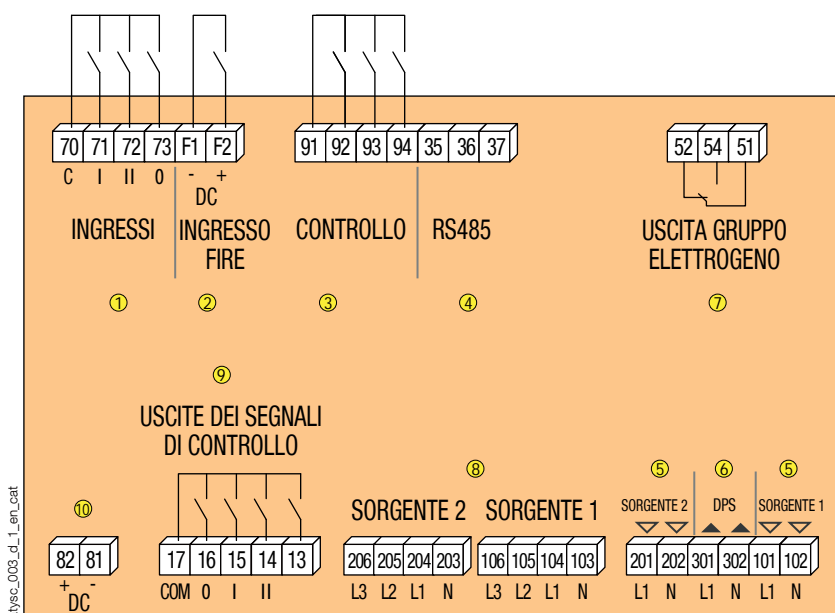 70 71 72 73 F1 F2
91 92 93 94 35 36 37
52 54 51
C I II 0 - +
DC
INGRESSI
INGRESSO
FIRE
CONTROLLO
RS485
USCITA GRUPPO
ELETTROGENO
1 2 3 4 7
9
USCITE DEI SEGNALI
DI CONTROLLO
10
8
5 6 5
SORGENTE 2 SORGENTE 1
SORGENTE 2 DPS SORGENTE 1
82 81
17 16 15 14 13
206 205 204 203 106 105 104 103
201 202 301 302 101 102
+ -
DC
COM 0 I II
L3 L2 L1 N L3 L2 L1 N
L1 N L1 N L1 N
tysc_003_d_1_en_cat